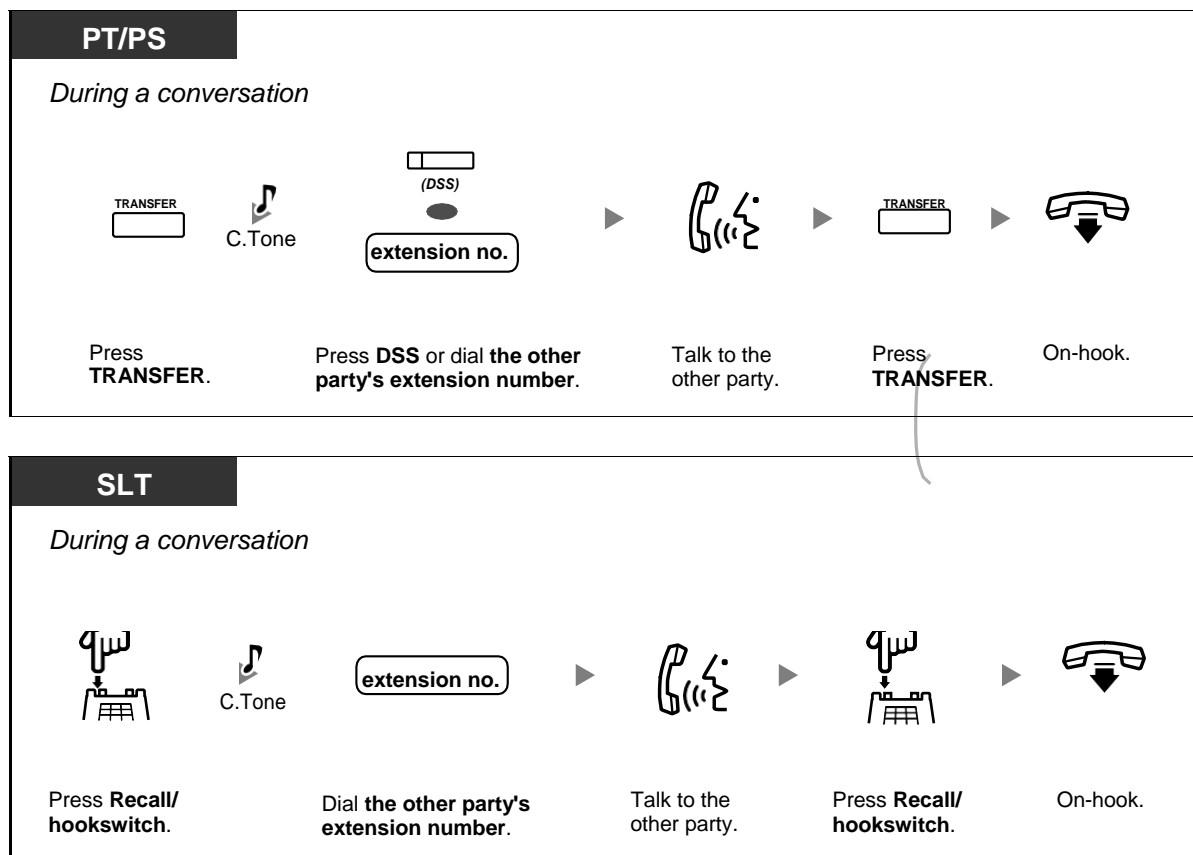 PT/PS
During a conversation
TRANSFER
C.Tone
(DSS)
extension no.
TRANSFER
Press
TRANSFER.
Press DSS or dial the other
party's extension number.
Talk to the
other party.
Press
TRANSFER.
On-hook.
SLT
During a conversation
C.Tone
extension no.
Press Recall/
hookswitch.
Dial the other party's
extension number.
Talk to the
other party.
Press Recall/
hookswitch.
On-hook.